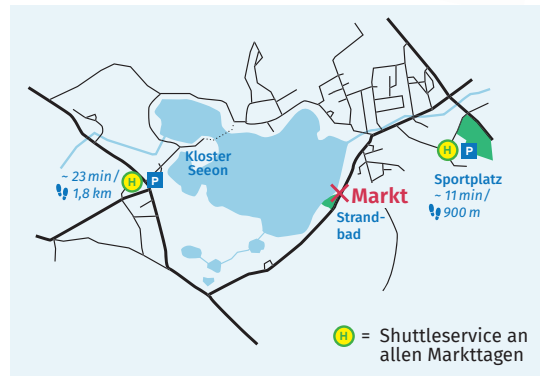 Kloster
Seeon
~ 23 min /
1,8 km
H
P
Markt
Strand-
bad
H
P
Sportplatz
~ 11 min /
900 m
H = Shuttleservice an
allen Markttagen